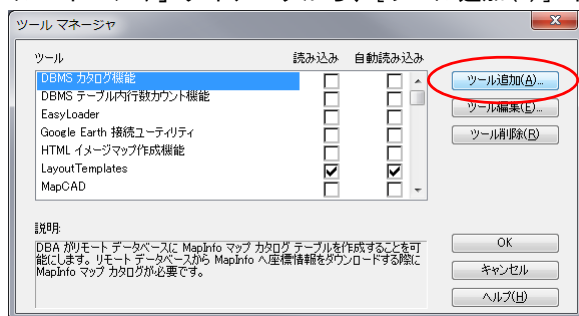 ツール マネージャ
ツール 読み込み 自動読み込み
DBMS カタログ機能
DBMS テーブル内行数カウント機能
EasyLoader
Google Earth 接続ユーティリティ
HTML イメージマップ作成機能
LayoutTemplates
MapCAD
ツール追加(A)...
ツール編集(E)...
ツール削除(R)
説明:
DBA がリモート データベースに MapInfo マップ カタログ テーブルを作成することを可
能にします。リモート データベースから MapInfo へ座標情報をダウンロードする際に
MapInfo マップ カタログが必要です。
OK
キャンセル
ヘルプ(H)